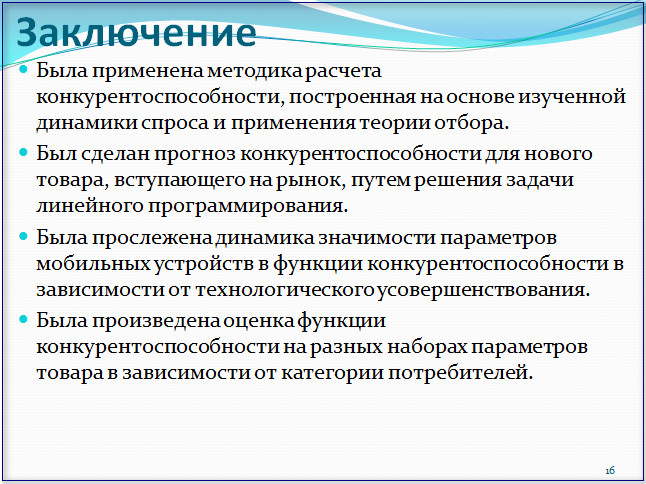 Заключение
Была применена методика расчета
конкурентоспособности, построенная на основе изученной
динамики спроса и применения теории отбора.
Был сделан прогноз конкурентоспособности для нового
товара, вступающего на рынок, путем решения задачи
линейного программирования.
Была прослежена динамика значимости параметров
мобильных устройств в функции конкурентоспособности в
зависимости от технологического усовершенствования.
Была произведена оценка функции
конкурентоспособности на разных наборах параметров
товара в зависимости от категории потребителей.
16